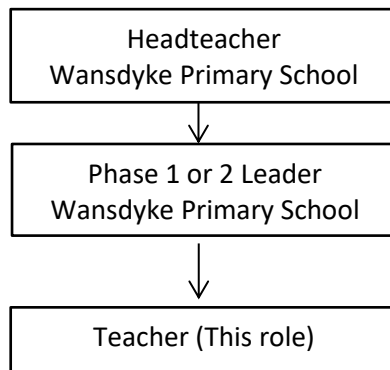 Headteacher
Wansdyke Primary School
Phase 1 or 2 Leader
Wansdyke Primary School
Teacher (This role)